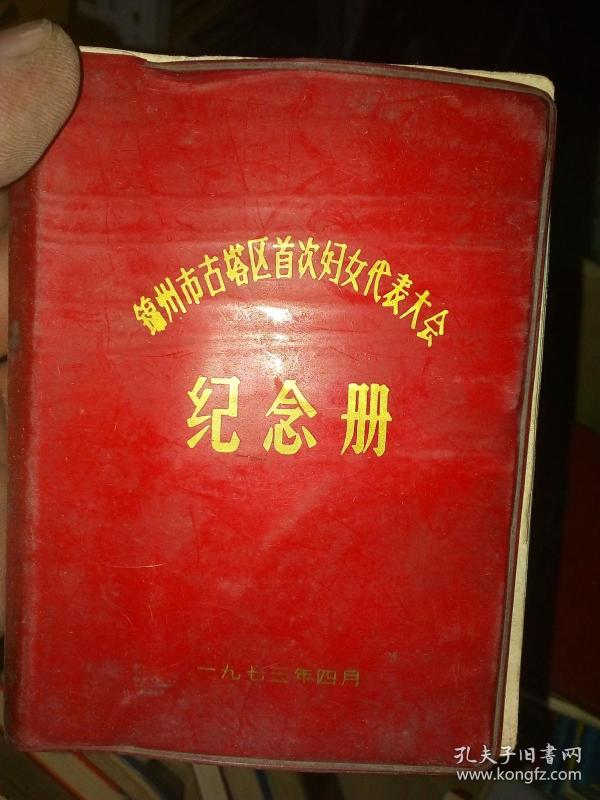 锦州市古塔区首次妇女代表大会
纪念册
一九七三年四月
孔夫子旧書网
www.kongfz.com